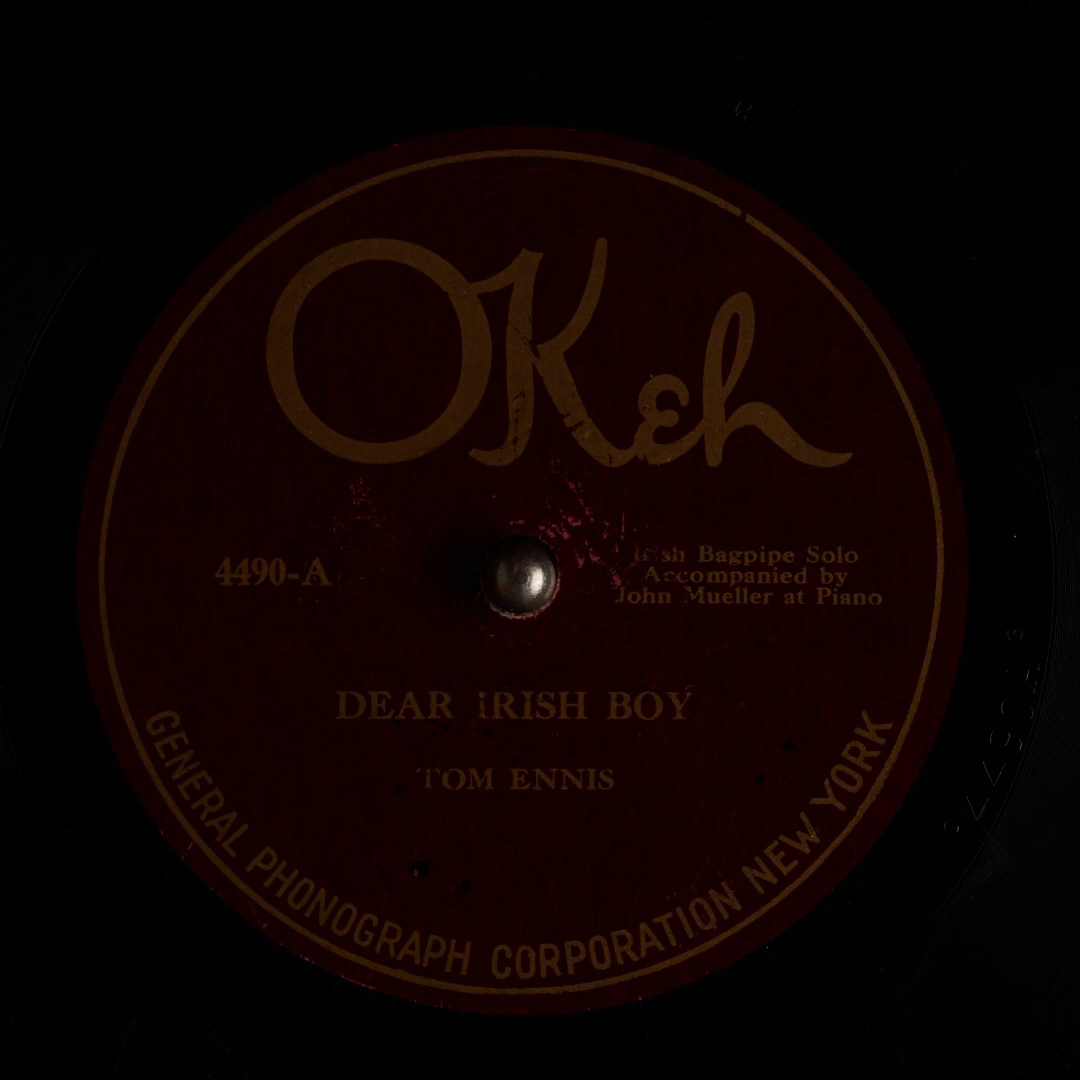 OKeh
4490-A
Irish Bagpipe Solo
Accompanied by
John Mueller at Piano
DEAR IRISH BOY
TOM ENNIS
GENERAL PHONOGRAPH CORPORATION NEW YORK